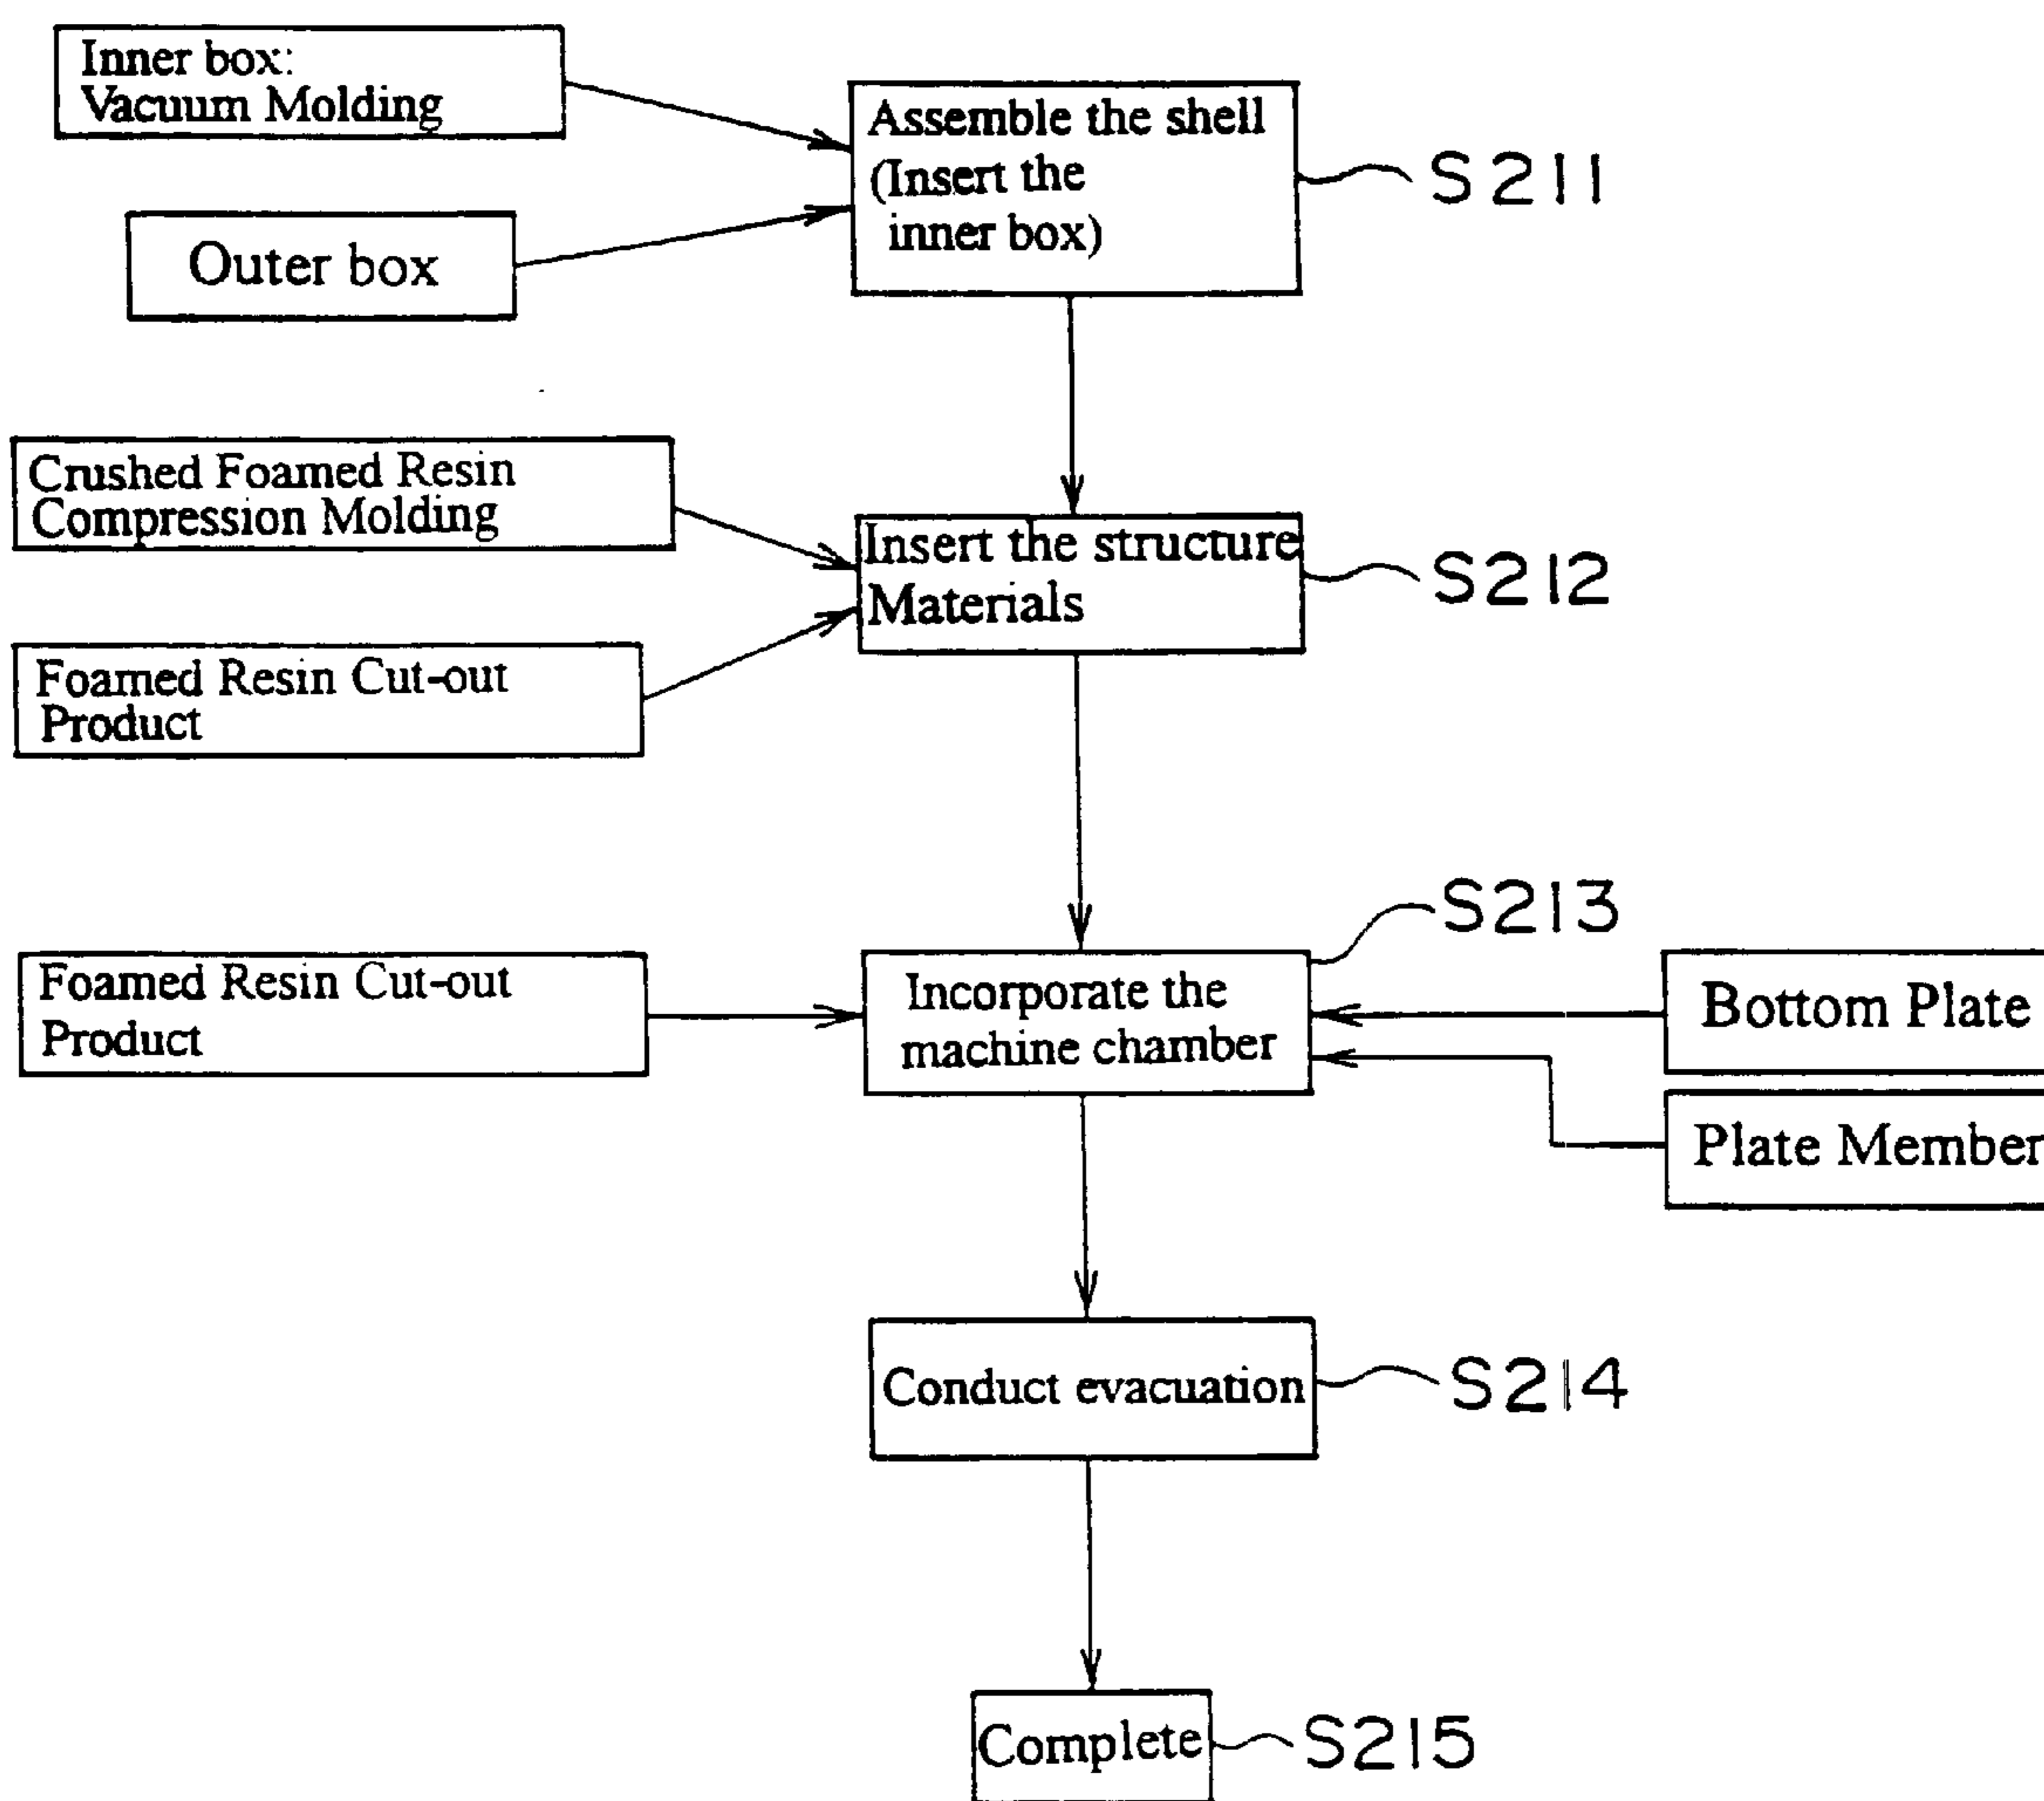 Inner box:
Vacuum Molding
Outer box
Assemble the shell
(Insert the
inner box)
S211
Crushed Foamed Resin
Compression Molding
Foamed Resin Cut-out
Product
Insert the structure
Materials
S212
Foamed Resin Cut-out
Product
Incorporate the
machine chamber
S213
Bottom Plate
Plate Member
Conduct evacuation
S214
Complete
S215